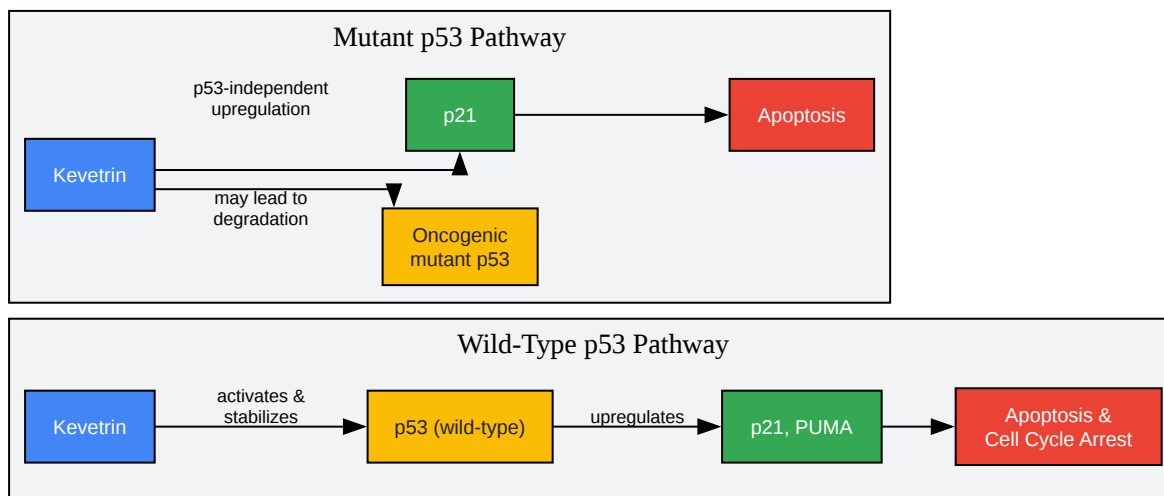 Mutant p53 Pathway
p53-independent
upregulation
p21
Apoptosis
Kevetrin
may lead to
degradation
Oncogenic
mutant p53
Wild-Type p53 Pathway
Kevetrin
activates &
stabilizes
p53 (wild-type)
upregulates
p21, PUMA
Apoptosis &
Cell Cycle Arrest